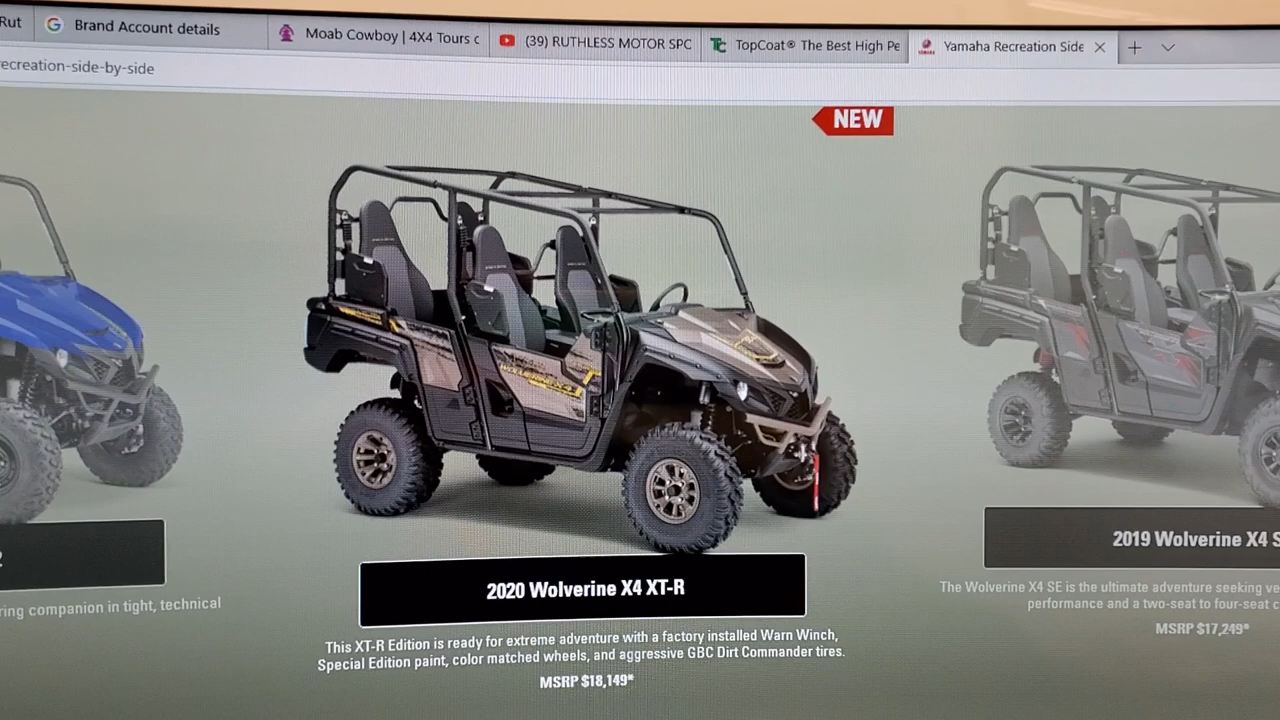 Rut
Brand Account details
Moab Cowboy | 4X4 Tours c
(39) RUTHLESS MOTOR SPC
TopCoat® The Best High Pe
Yamaha Recreation Side
ecreation-side-by-side
NEW
WOLVERINE X4
2020 Wolverine X4 XT-R
This XT-R Edition is ready for extreme adventure with a factory installed Warn Winch,
Special Edition paint, color matched wheels, and aggressive GBC Dirt Commander tires.
MSRP $18,149*
2
ring companion in tight, technical
2019 Wolverine X4 S
The Wolverine X4 SE is the ultimate adventure seeking ve
performance and a two-seat to four-seat c
MSRP $17,249*